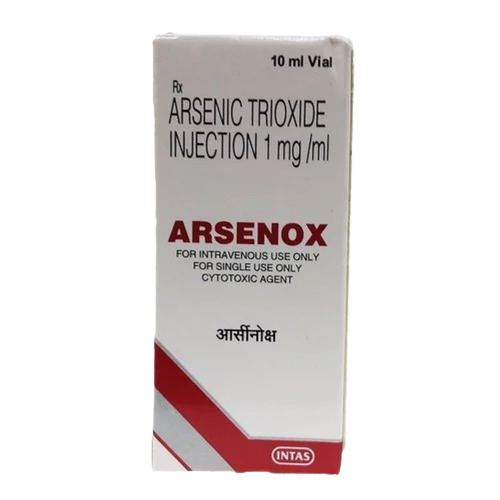 10 ml Vial
Rx
ARSENIC TRIOXIDE
INJECTION 1 mg /ml
ARSENOX
FOR INTRAVENOUS USE ONLY
FOR SINGLE USE ONLY
CYTOTOXIC AGENT
आर्सीनोक्ष
INTAS